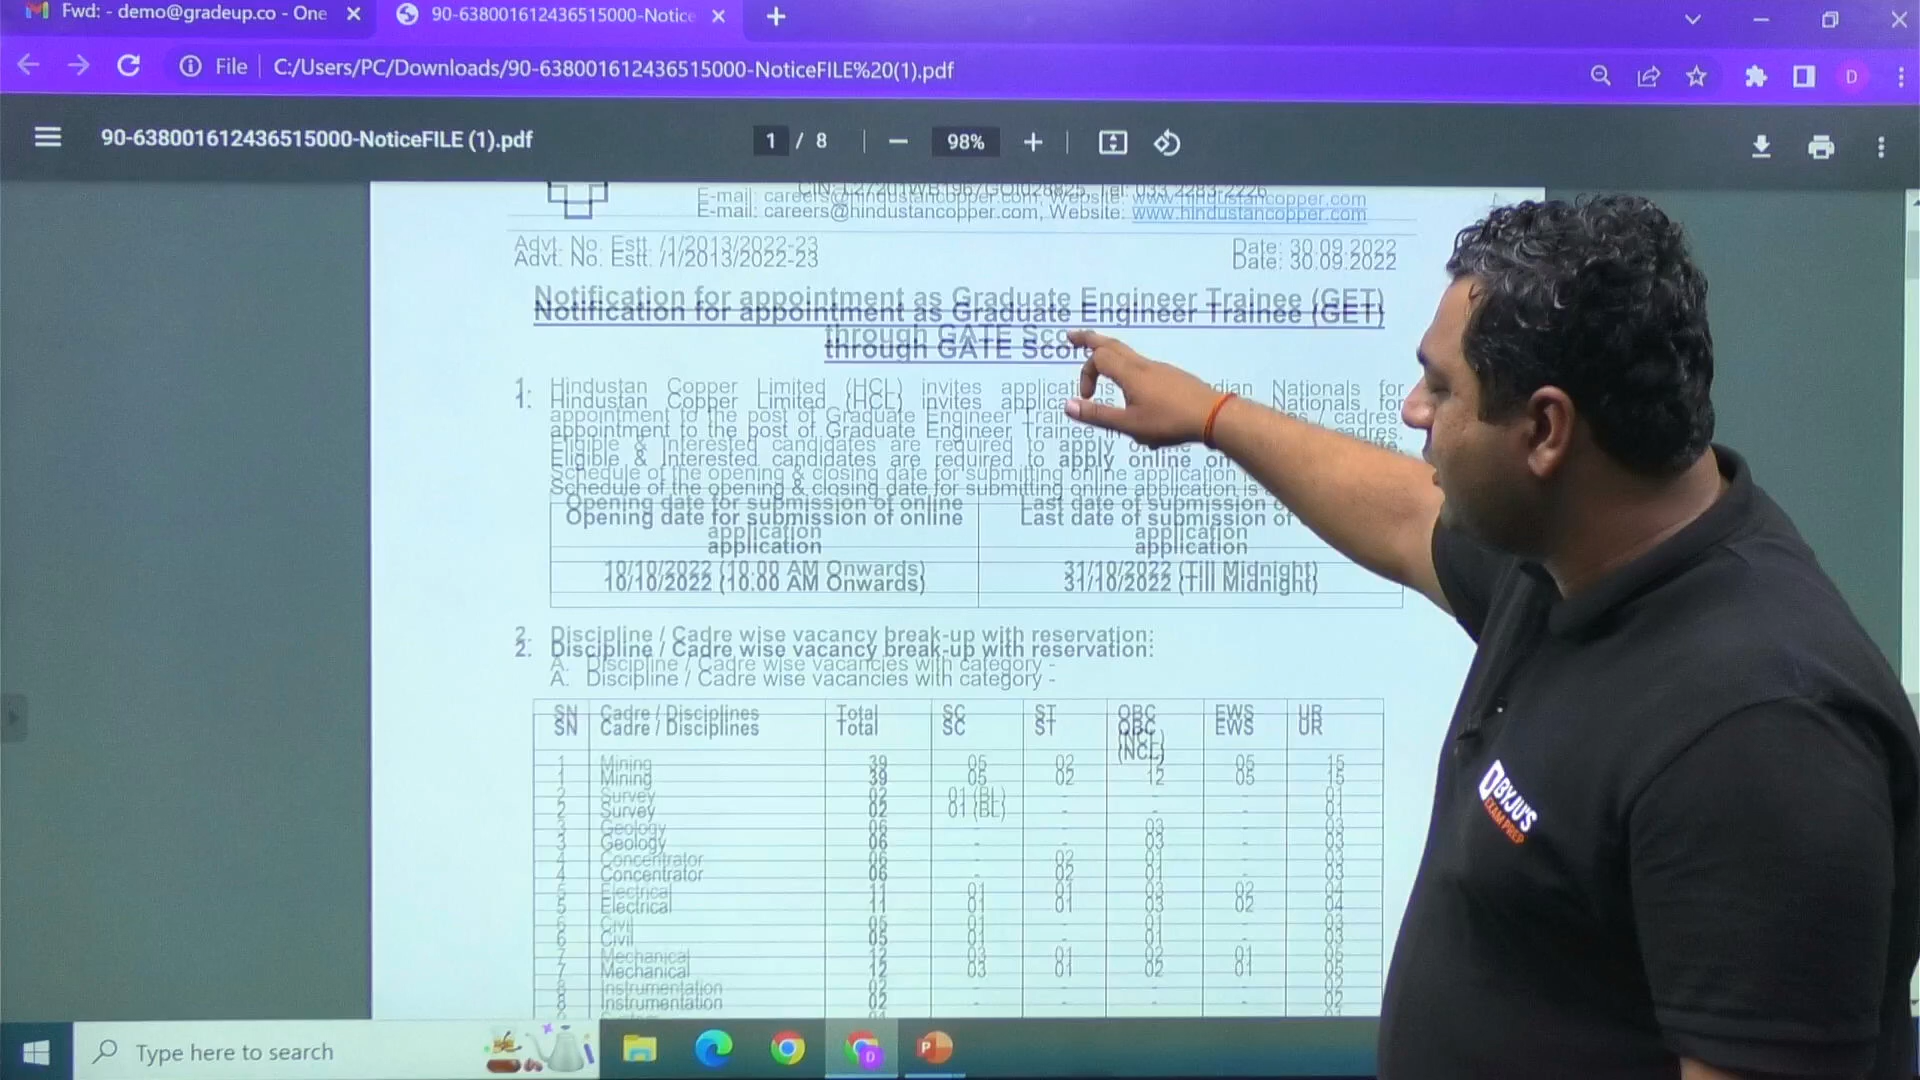 Fwd: - demo@gradeup.co - One
90-638001612436515000-Notice
File
C:/Users/PC/Downloads/90-638001612436515000-NoticeFILE%20(1).pdf
D
90-638001612436515000-NoticeFILE (1).pdf
1 / 8
98%
CIN: L27201WB1967GOI028825, Tel: 033 2283-2226
E-mail: careers@hindustancopper.com, Website: www.hindustancopper.com
Advt. No. Estt. /1/2013/2022-23
Date: 30.09.2022
Notification for appointment as Graduate Engineer Trainee (GET)
through GATE Score
1. Hindustan Copper Limited (HCL) invites Nationals for
appointment to the post of Graduate Engineer Trainee in cadres.
Eligible & Interested candidates are required to apply online on
Schedule of the opening & closing date for submitting online application is
Opening date for submission of online application
Last date of submission of application
10/10/2022 (10.00 AM Onwards)
31/10/2022 (Till Midnight)
2. Discipline / Cadre wise vacancy break-up with reservation:
A. Discipline / Cadre wise vacancies with category -
SN Cadre / Disciplines Total SC ST OBC (NCL) EWS UR
1 Mining 39 05 02 12 05 15
2 Survey 02 01 (BL) - - - 01
3 Geology 06 - - 03 - 03
4 Concentrator 06 - 02 01 - 03
5 Electrical 11 01 01 03 02 04
6 Civil 05 01 - 01 - 03
7 Mechanical 12 03 01 02 01 05
8 Instrumentation 02 - - - - 02
BYJU'S
EXAM PREP
Type here to search
D
P